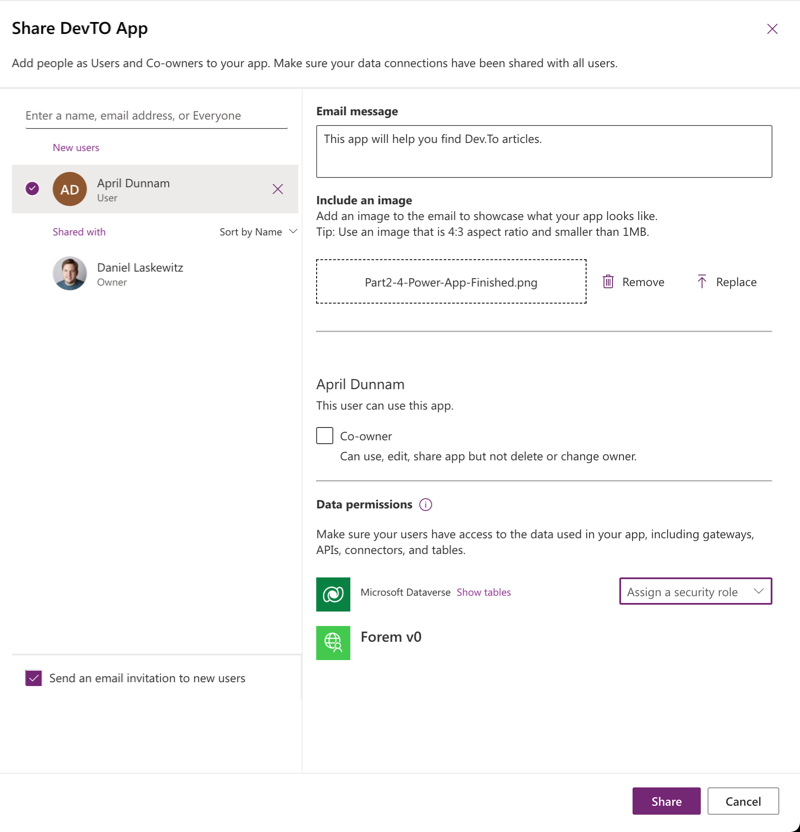 Share DevTO App
Add people as Users and Co-owners to your app. Make sure your data connections have been shared with all users.
Enter a name, email address, or Everyone
New users
AD
April Dunnam
User
Shared with
Sort by Name
Daniel Laskewitz
Owner
Send an email invitation to new users
Email message
This app will help you find Dev.To articles.
Include an image
Add an image to the email to showcase what your app looks like.
Tip: Use an image that is 4:3 aspect ratio and smaller than 1MB.
Part2-4-Power-App-Finished.png
Remove
Replace
April Dunnam
This user can use this app.
Co-owner
Can use, edit, share app but not delete or change owner.
Data permissions
Make sure your users have access to the data used in your app, including gateways,
APIs, connectors, and tables.
Microsoft Dataverse Show tables
Assign a security role
Forem v0
Share
Cancel